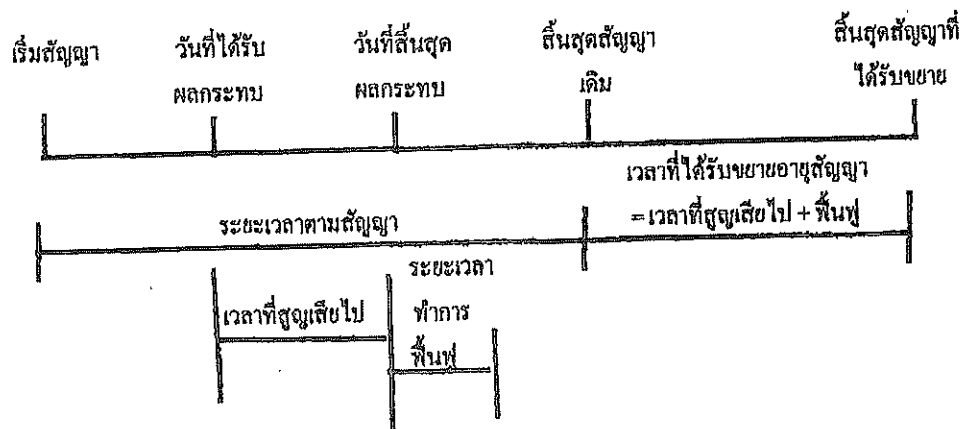 เริ่มสัญญา
วันที่ได้รับ
ผลกระทบ
วันที่สิ้นสุด
ผลกระทบ
สิ้นสุดสัญญา
เดิม
สิ้นสุดสัญญาที่
ได้รับขยาย
เวลาที่ได้รับขยายอายุสัญญา
=เวลาที่สูญเสียไป + ฟื้นฟู
ระยะเวลาตามสัญญา
เวลาที่สูญเสียไป
ระยะเวลา
ทำการ
ฟื้นฟู